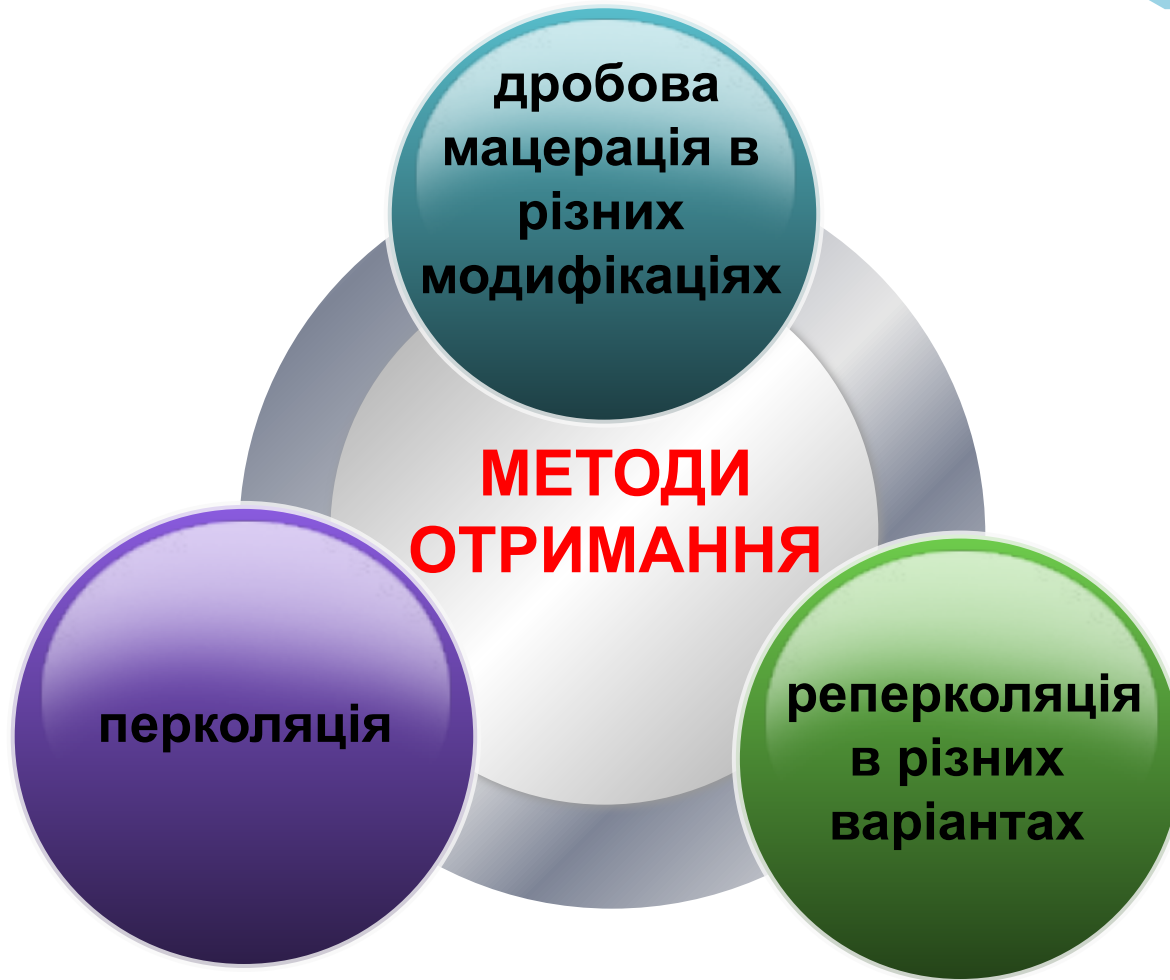 дробова
мацерація в
різних
модифікаціях
МЕТОДИ
ОТРИМАННЯ
перколяція
реперколяція
в різних
варіантах